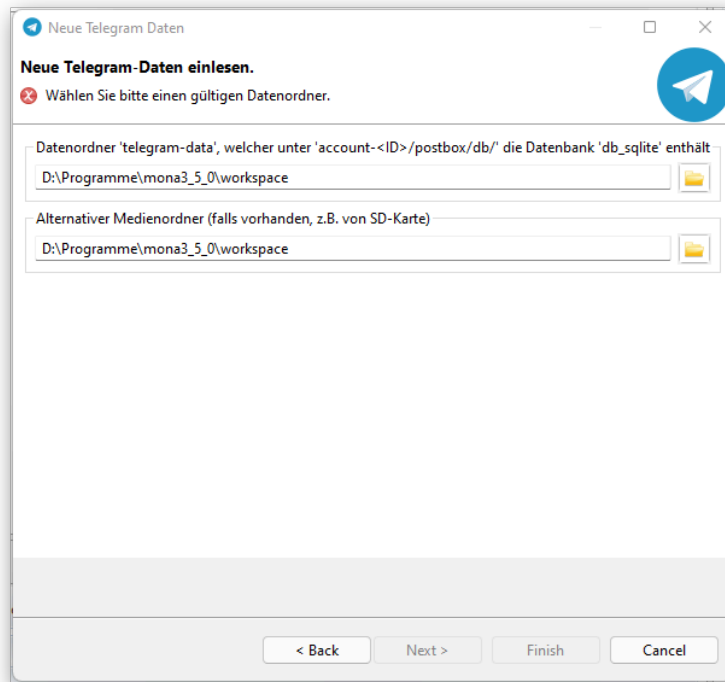 Neue Telegram Daten
Neue Telegram-Daten einlesen.
Wählen Sie bitte einen gültigen Datenordner.
Datenordner 'telegram-data', welcher unter 'account-<ID>/postbox/db/' die Datenbank 'db_sqlite' enthält
D:\Programme\mona3_5_0\workspace
Alternativer Medienordner (falls vorhanden, z.B. von SD-Karte)
D:\Programme\mona3_5_0\workspace
< Back Next > Finish Cancel